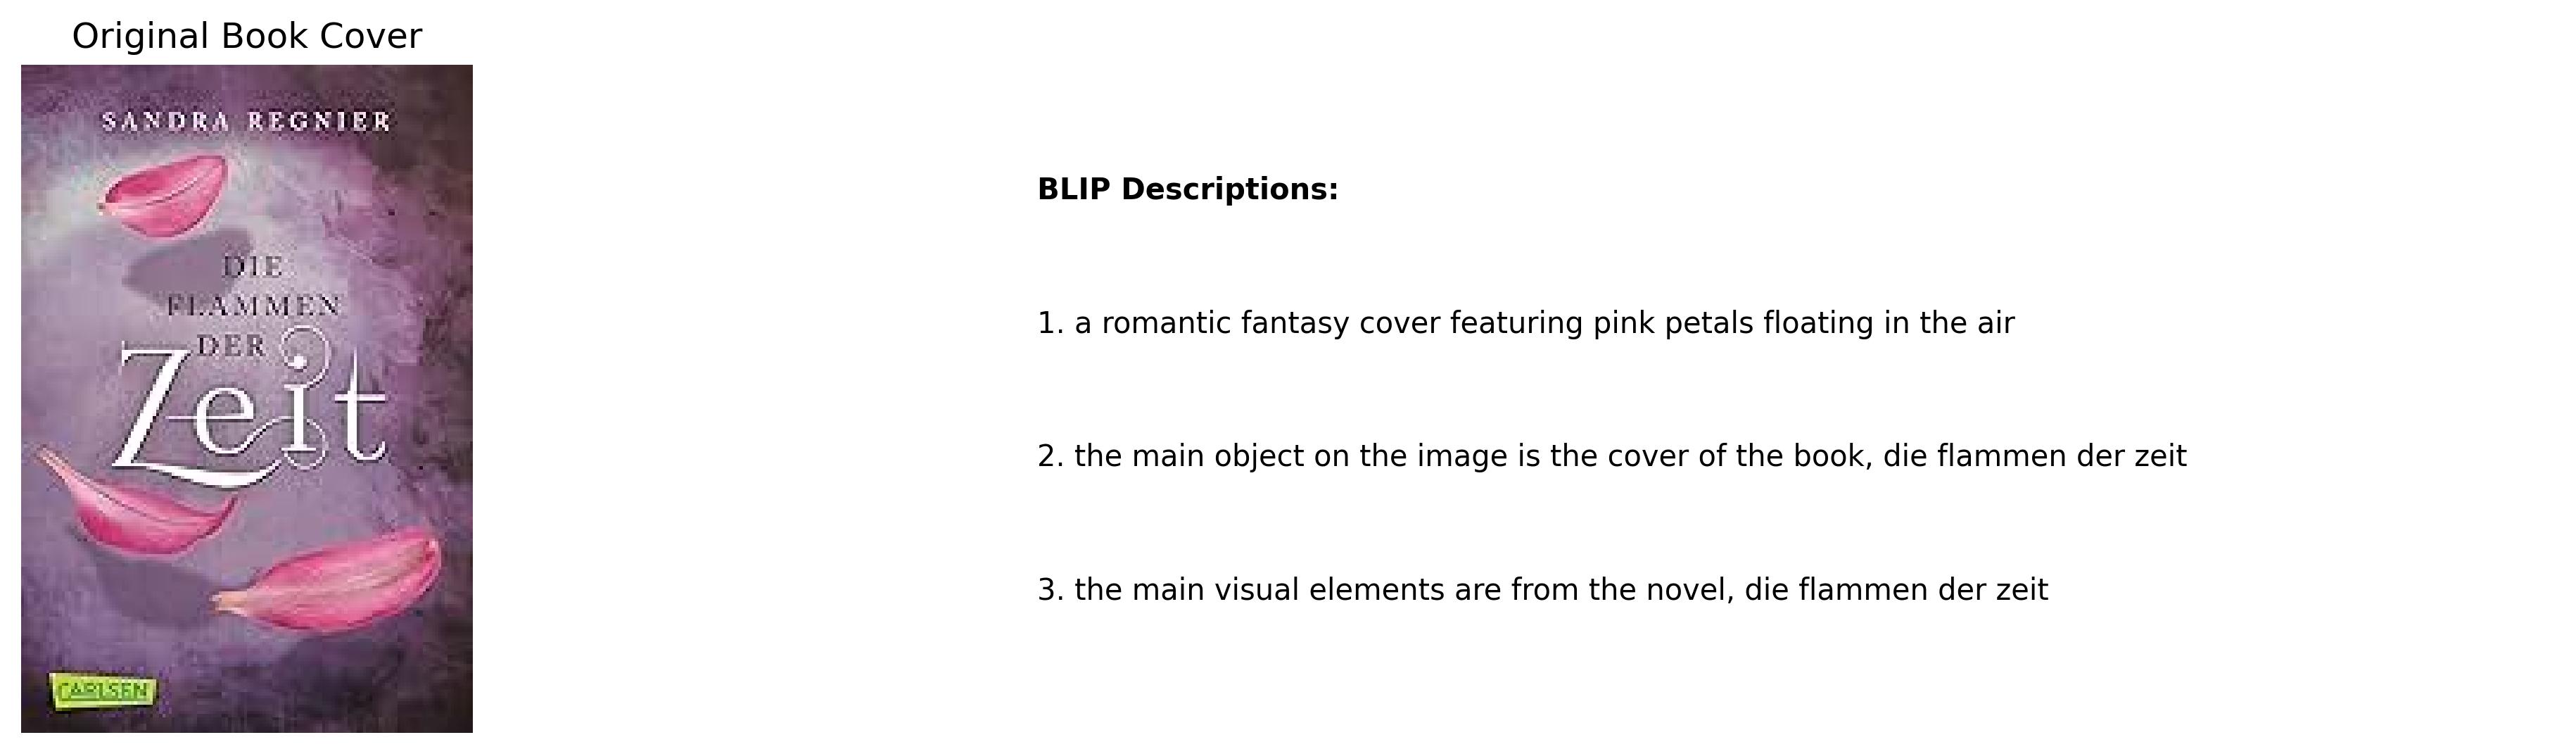 Original Book Cover
SANDRA REGNIER
DIE
FLAMMEN
DER
Zeit
CARLSEN
BLIP Descriptions:
1. a romantic fantasy cover featuring pink petals floating in the air
2. the main object on the image is the cover of the book, die flammen der zeit
3. the main visual elements are from the novel, die flammen der zeit